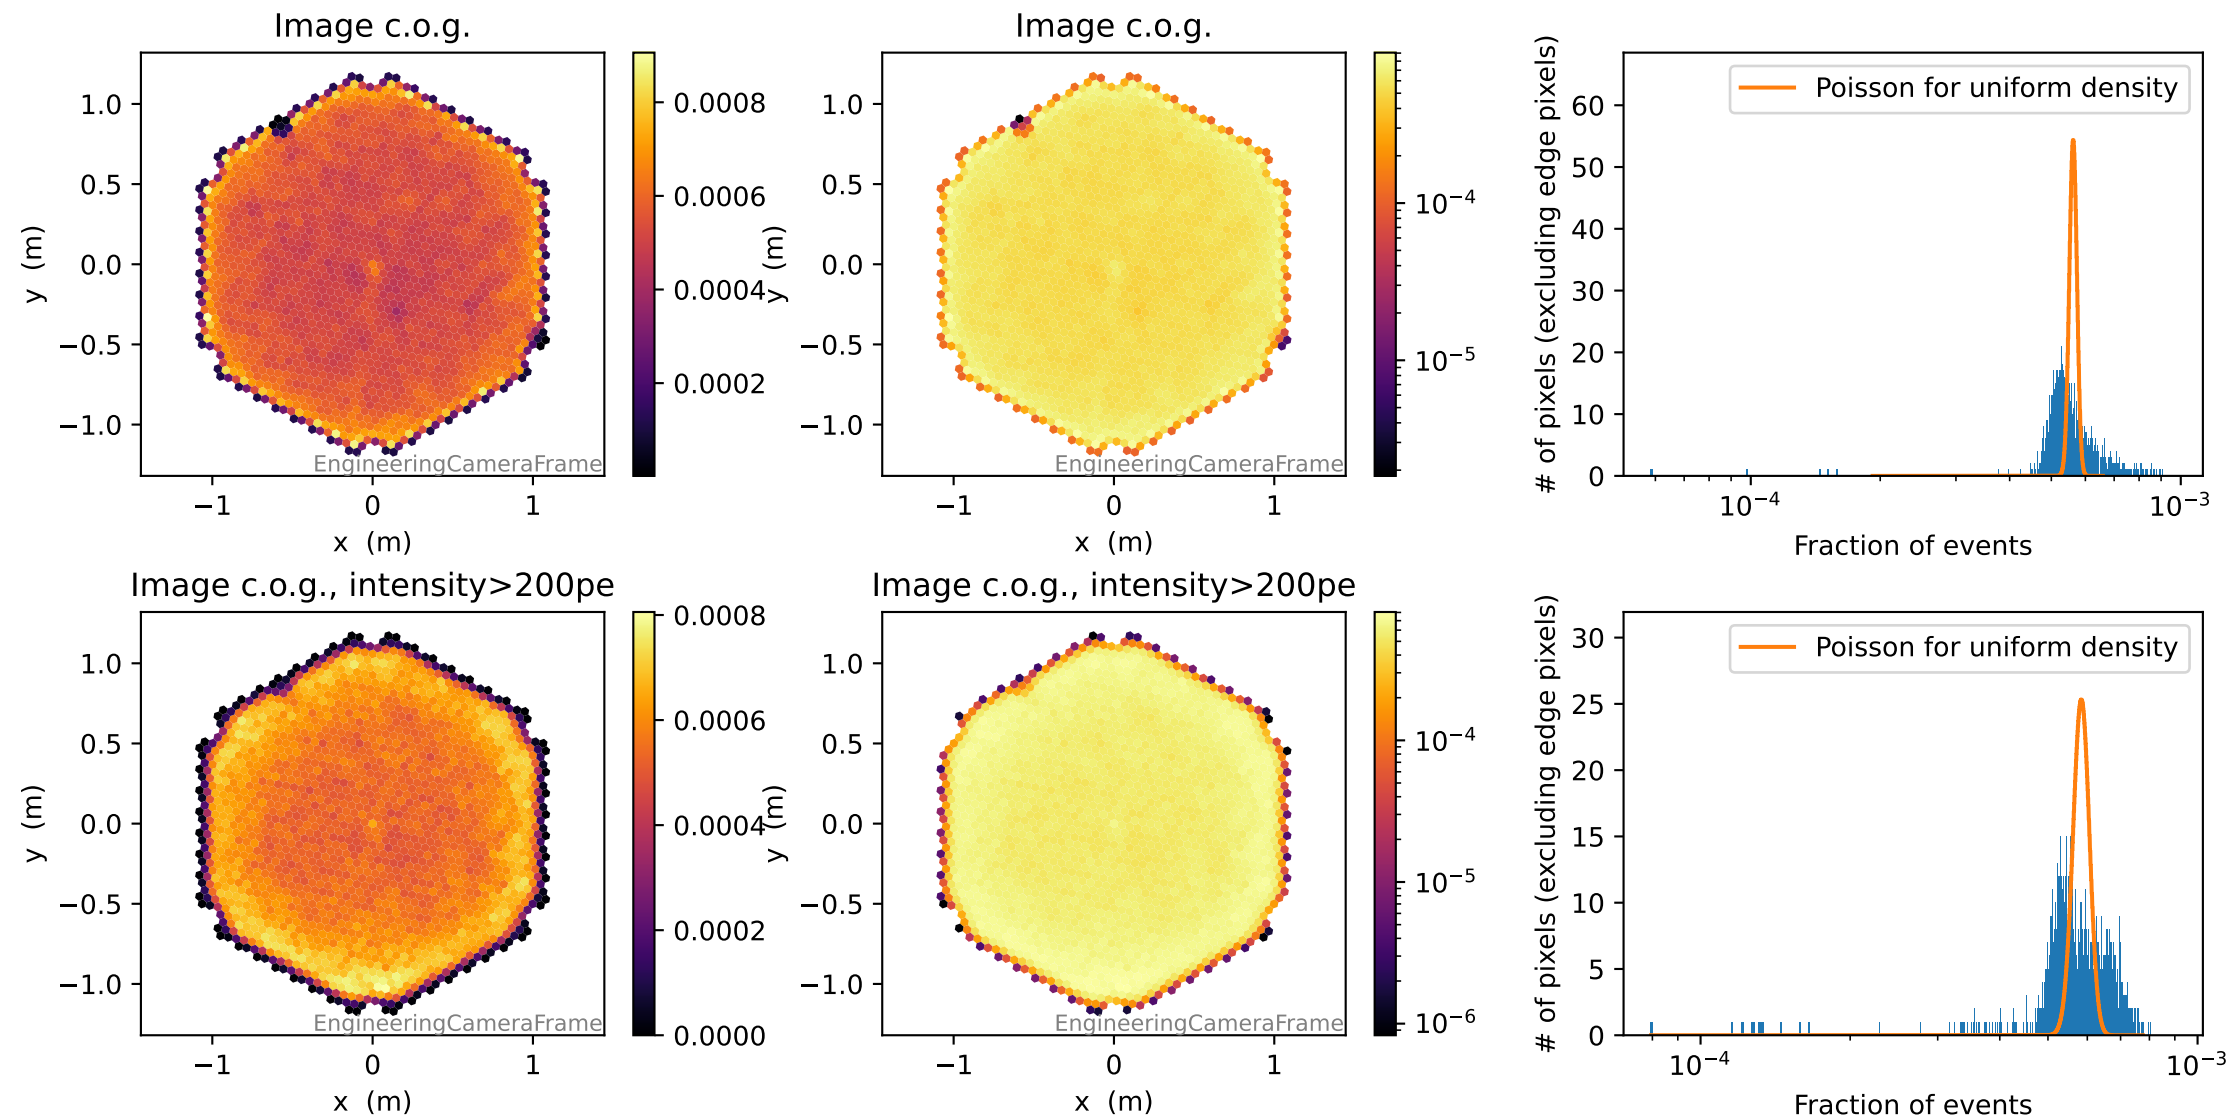 Image c.o.g.
1.0
0.5
0.0
−0.5
−1.0
y (m)
−1
0
1
x (m)
EngineeringCameraFrame
0.0008
0.0006
0.0004
0.0002
Image c.o.g.
1.0
0.5
0.0
−0.5
−1.0
y (m)
−1
0
1
x (m)
EngineeringCameraFrame
10⁻⁴
10⁻⁵
# of pixels (excluding edge pixels)
60
50
40
30
20
10
0
Poisson for uniform density
10⁻⁴
10⁻³
Fraction of events
Image c.o.g., intensity>200pe
1.0
0.5
0.0
−0.5
−1.0
y (m)
−1
0
1
x (m)
EngineeringCameraFrame
0.0008
0.0006
0.0004
0.0002
0.0000
Image c.o.g., intensity>200pe
1.0
0.5
0.0
−0.5
−1.0
y (m)
−1
0
1
x (m)
EngineeringCameraFrame
10⁻⁴
10⁻⁵
10⁻⁶
# of pixels (excluding edge pixels)
30
25
20
15
10
5
0
Poisson for uniform density
10⁻⁴
10⁻³
Fraction of events